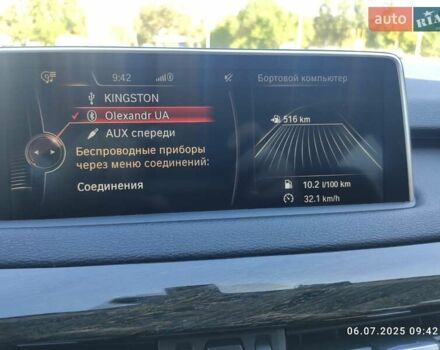 auto RIA
9:42
Бортовой компьютер
KINGSTON
Olexandr UA
AUX спереди
Беспроводные приборы
через меню соединений:
Соединения
516 km
10.2 l/100 km
32.1 km/h
06.07.2025 09:42